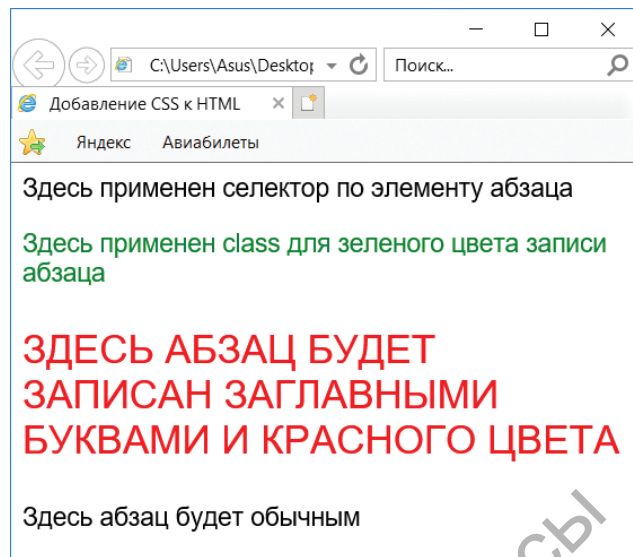 C:\Users\Asus\Desktop
Поиск...
Добавление CSS к HTML
Яндекс Авиабилеты
Здесь применен селектор по элементу абзаца
Здесь применен class для зеленого цвета записи
абзаца
ЗДЕСЬ АБЗАЦ БУДЕТ
ЗАПИСАН ЗАГЛАВНЫМИ
БУКВАМИ И КРАСНОГО ЦВЕТА
Здесь абзац будет обычным